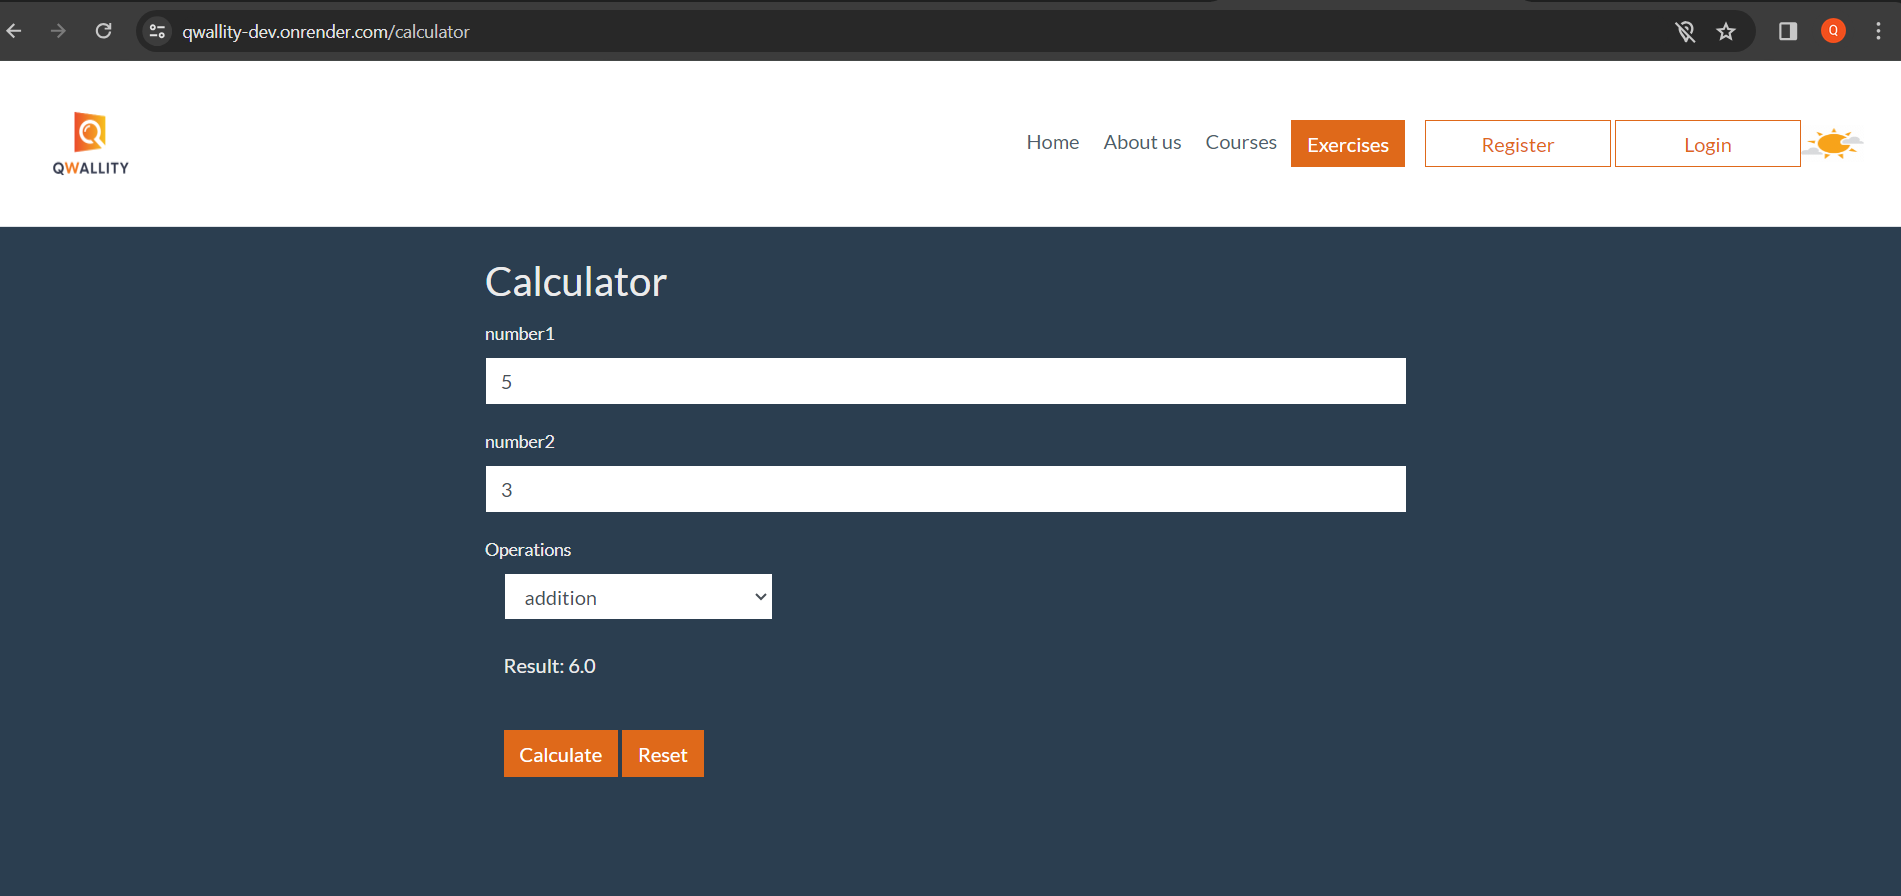 qwallity-dev.onrender.com/calculator
Q
QWALLITY
Home About us Courses Exercises Register Login
Calculator
number1
5
number2
3
Operations
addition
Result: 6.0
Calculate Reset